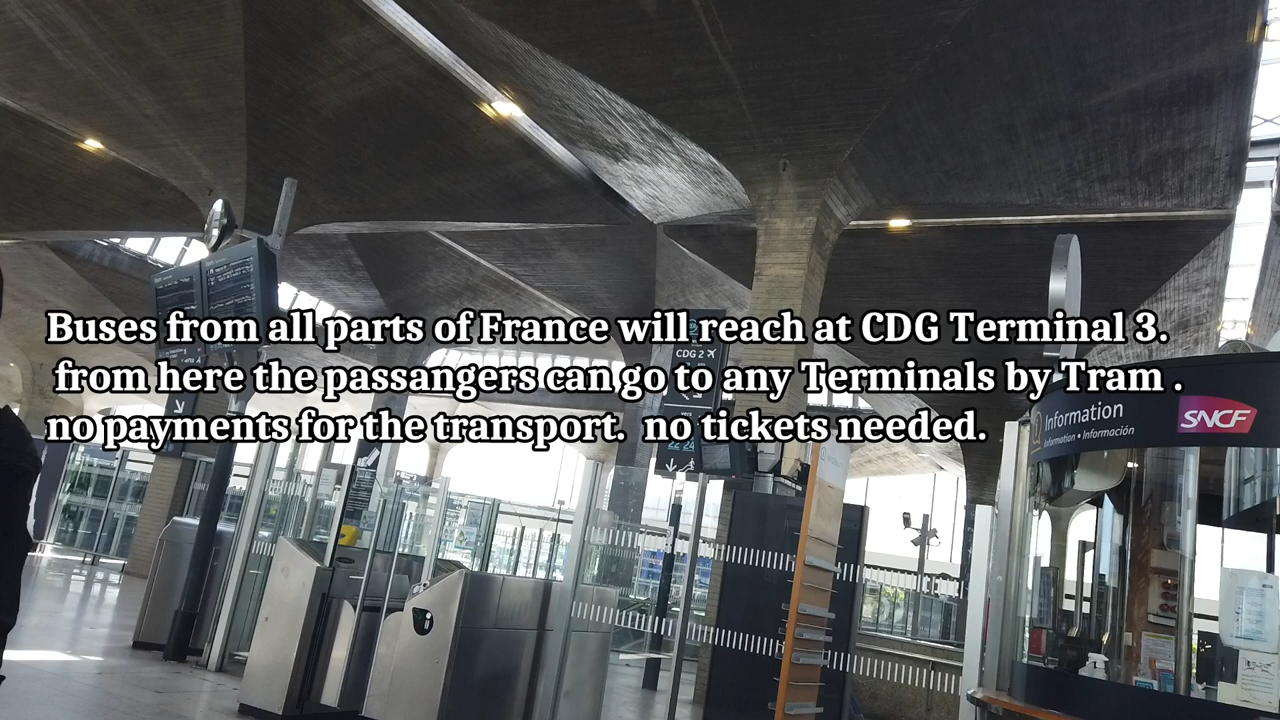 Buses from all parts of France will reach at CDG Terminal 3.
from here the passangers can go to any Terminals by Tram .
no payments for the transport. no tickets needed.
CDG 2
Information
Information • Información
SNCF